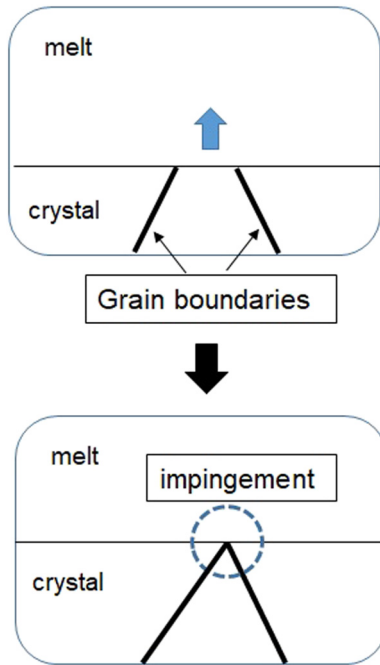 melt
crystal
Grain boundaries
melt
impingement
crystal